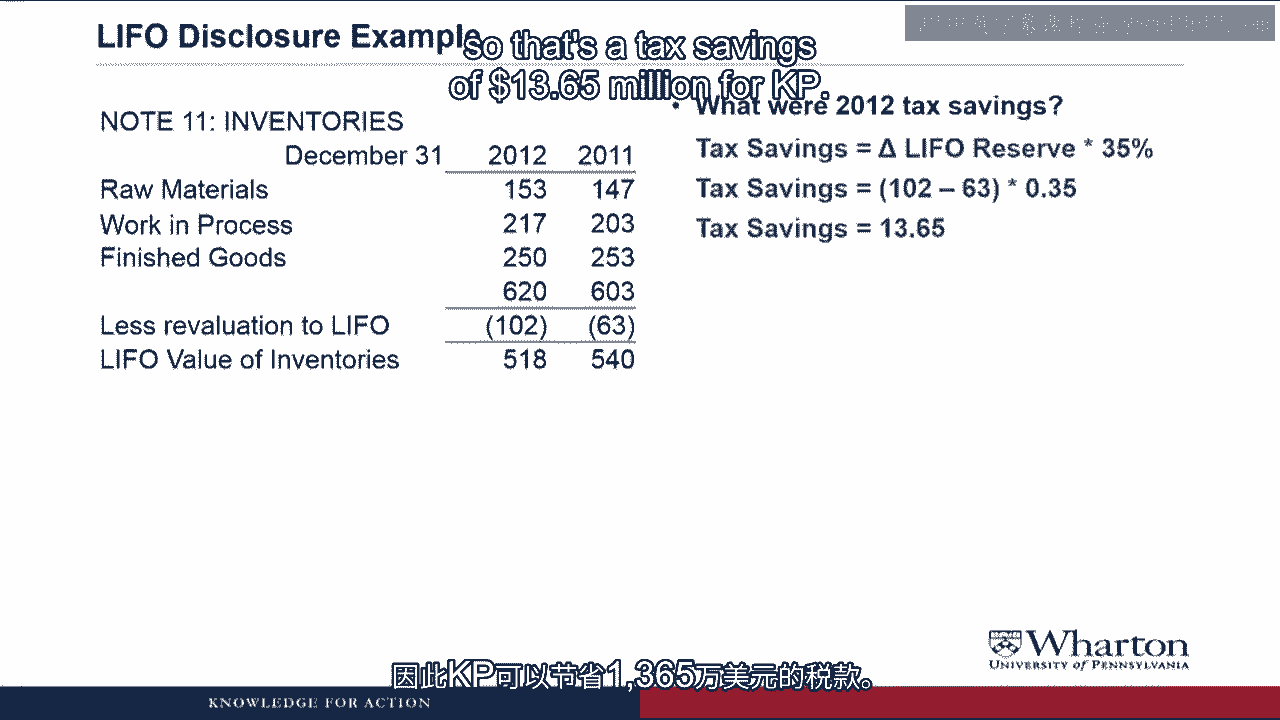 LIFO Disclosure Example
so that's a tax savings
of $13.65 million for KP.
NOTE 11: INVENTORIES
December 31 2012 2011
Raw Materials 153 147
Work in Process 217 203
Finished Goods 250 253
620 603
Less revaluation to LIFO (102) (63)
LIFO Value of Inventories 518 540
• What were 2012 tax savings?
Tax Savings = Δ LIFO Reserve * 35%
Tax Savings = (102 – 63) * 0.35
Tax Savings = 13.65
Wharton
UNIVERSITY of PENNSYLVANIA
因此KP可以节省1,365万美元的税款。
KNOWLEDGE FOR ACTION